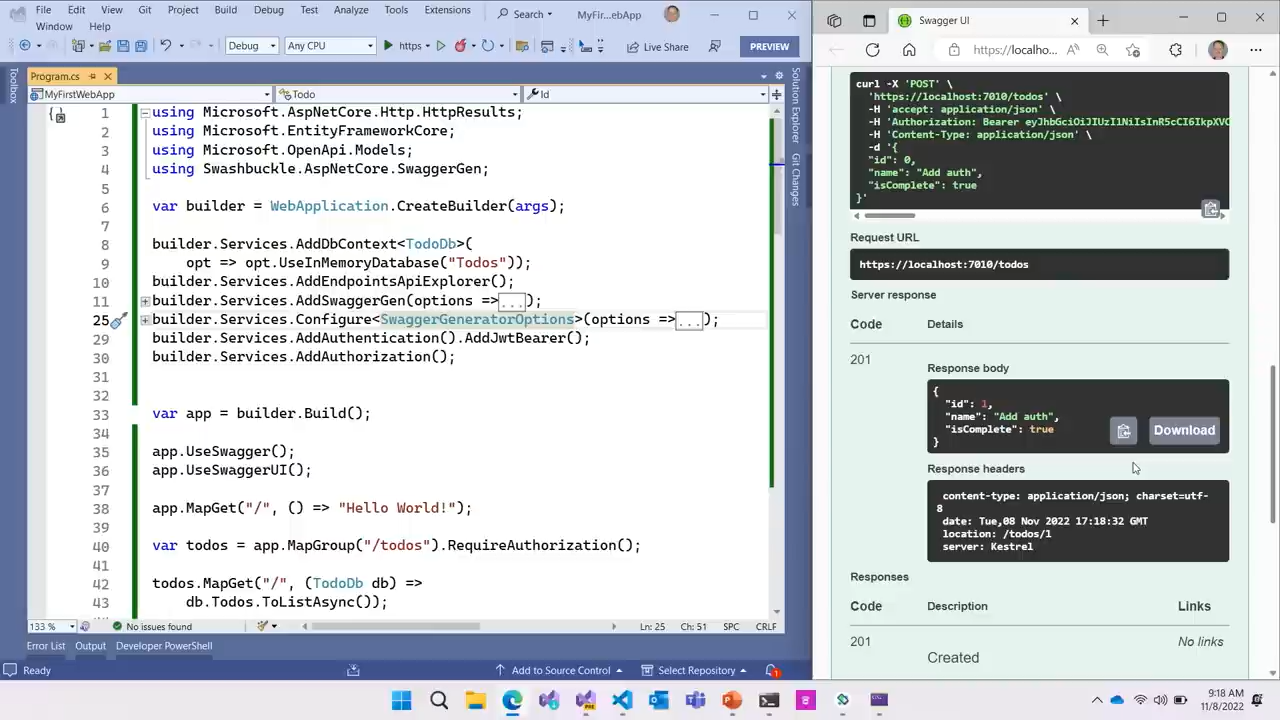 File Edit View Git Project Build Debug Test Analyze Tools Extensions Search MyFir...ebApp
Window Help
Debug Any CPU https Live Share PREVIEW
Toolbox
Program.cs
MyFirstWebApp Todo Id
Solution Explorer
Git Changes
1 using Microsoft.AspNetCore.Http.HttpResults;
2 using Microsoft.EntityFrameworkCore;
3 using Microsoft.OpenApi.Models;
4 using Swashbuckle.AspNetCore.SwaggerGen;
5
6 var builder = WebApplication.CreateBuilder(args);
7
8 builder.Services.AddDbContext<TodoDb>(
9 opt => opt.UseInMemoryDatabase("Todos"));
10 builder.Services.AddEndpointsApiExplorer();
11 builder.Services.AddSwaggerGen(options =>...);
25 builder.Services.Configure<SwaggerGeneratorOptions>(options =>...);
29 builder.Services.AddAuthentication().AddJwtBearer();
30 builder.Services.AddAuthorization();
31
32
33 var app = builder.Build();
34
35 app.UseSwagger();
36 app.UseSwaggerUI();
37
38 app.MapGet("/", () => "Hello World!");
39
40 var todos = app.MapGroup("/todos").RequireAuthorization();
41
42 todos.MapGet("/", (TodoDb db) =>
43 db.Todos.ToListAsync());
133 % No issues found Ln: 25 Ch: 51 SPC CRLF
Error List Output Developer PowerShell
Ready Add to Source Control Select Repository 1
Swagger UI
https://localho...
curl -X 'POST' \
'https://localhost:7010/todos' \
-H 'accept: application/json' \
-H 'Authorization: Bearer eyJhbGciOiJIUzI1NiIsInR5cCI6IkpXVC
-H 'Content-Type: application/json' \
-d '{
"id": 0,
"name": "Add auth",
"isComplete": true
}'
Request URL
https://localhost:7010/todos
Server response
Code Details
201
Response body
{
"id": 1,
"name": "Add auth",
"isComplete": true
}
Download
Response headers
content-type: application/json; charset=utf-
8
date: Tue,08 Nov 2022 17:18:32 GMT
location: /todos/1
server: Kestrel
Responses
Code Description Links
201 No links
Created
9:18 AM
11/8/2022